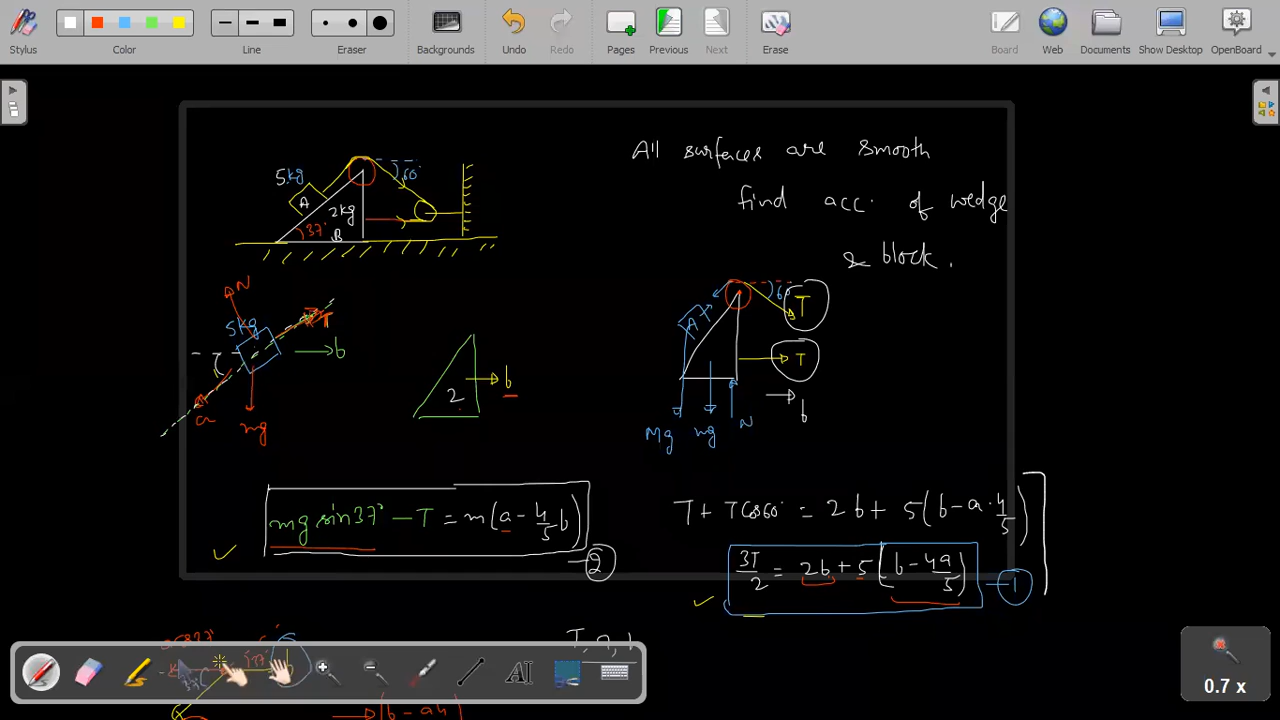 Stylus
Color
Line
Eraser
Backgrounds
Undo
Redo
Pages
Previous
Next
Erase
Board
Web
Documents
Show Desktop
OpenBoard
All surfaces are smooth
find acc. of wedge
& block.
5kg
A
2kg
37°
B
60°
N
5kg
T
b
a
mg
2
b
A
T
60
T
b
Mg
mg
N
mg sin37° - T = m(a - 4/5 b)
2
T + Tcos60° = 2b + 5(b - a·4/5)
3T/2 = 2b + 5(b - 4a/5)
1
T, a, b
0.7 x